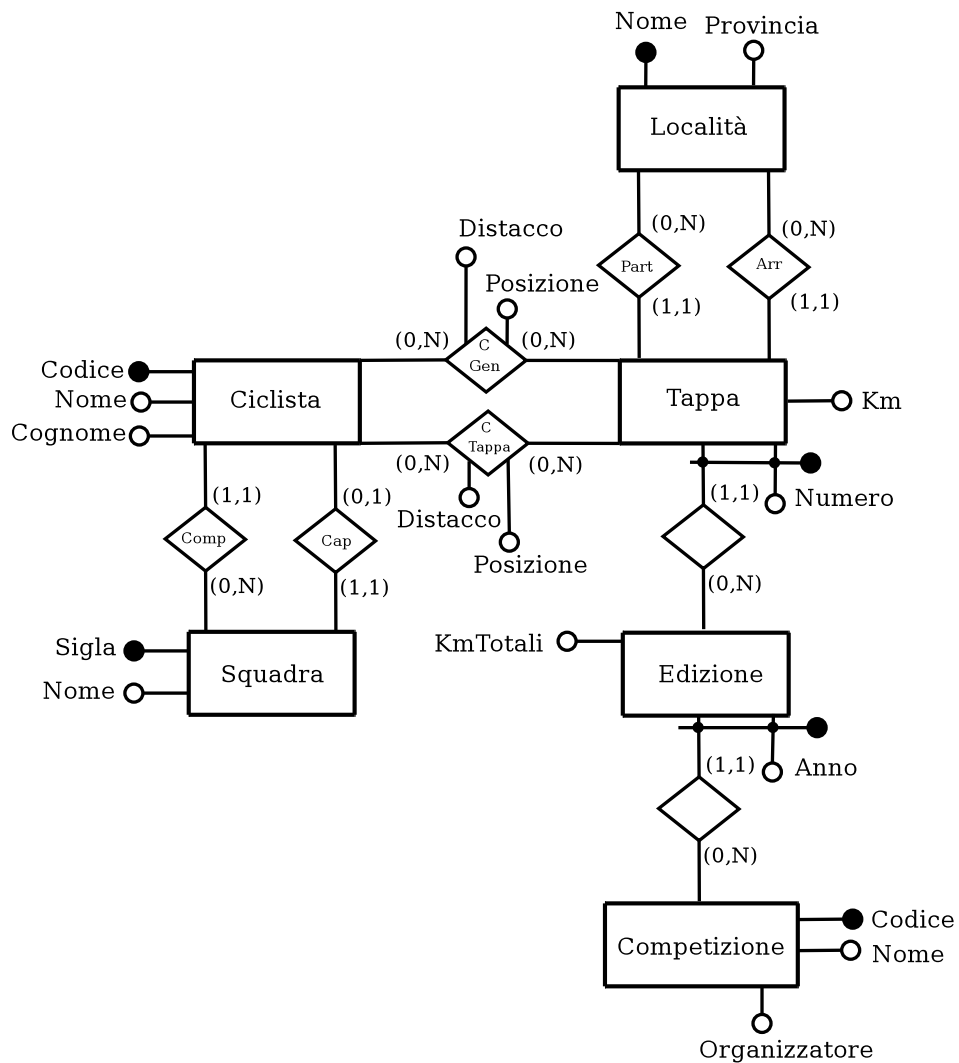 Nome Provincia
Località
(0,N) (0,N)
Part Arr
(1,1) (1,1)
Distacco
Posizione
(0,N) C (0,N)
Gen
Codice
Nome
Cognome
Ciclista
Tappa
Km
C
Tappa
(0,N) (0,N)
Distacco
Posizione
(1,1) (0,1)
Comp Cap
(0,N) (1,1)
(1,1)
Numero
(0,N)
Sigla
Nome
Squadra
KmTotali
Edizione
(1,1)
Anno
(0,N)
Competizione
Codice
Nome
Organizzatore